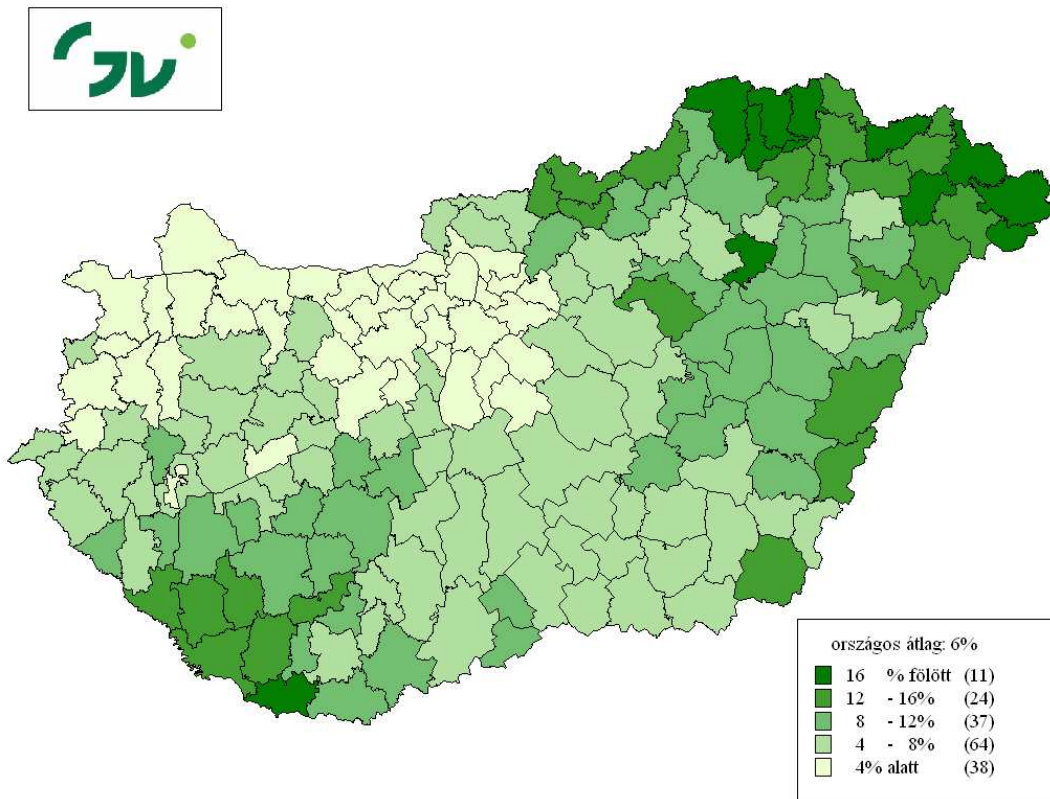 országos átlag: 6%
16 % fölött (11)
12 - 16% (24)
8 - 12% (37)
4 - 8% (64)
4% alatt (38)